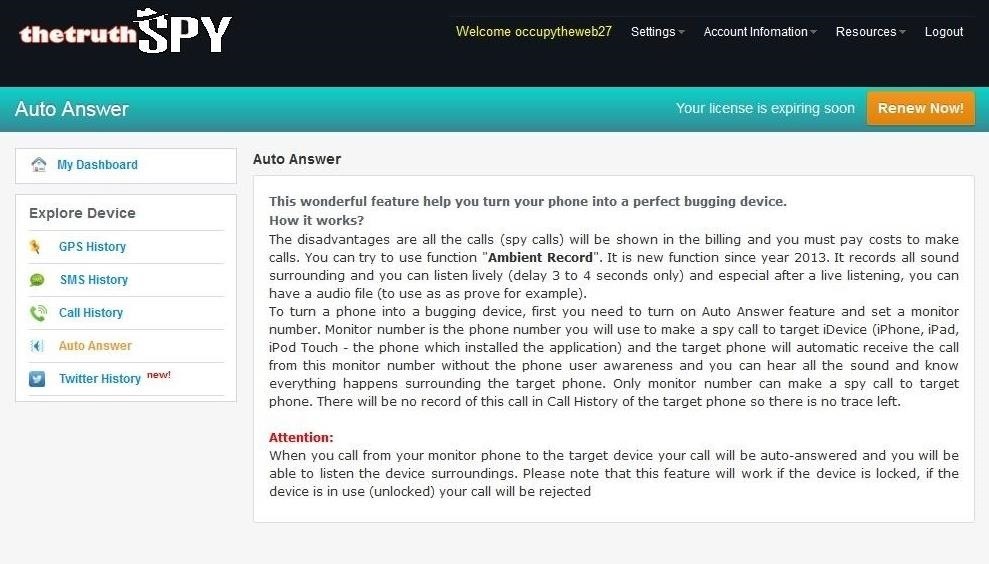 thetruthSPY
Welcome occupytheweb27 Settings Account Infomation Resources Logout
Auto Answer
Your license is expiring soon Renew Now!
My Dashboard
Explore Device
GPS History
SMS History
Call History
Auto Answer
Twitter History new!
Auto Answer
This wonderful feature help you turn your phone into a perfect bugging device.
How it works?
The disadvantages are all the calls (spy calls) will be shown in the billing and you must pay costs to make
calls. You can try to use function "Ambient Record". It is new function since year 2013. It records all sound
surrounding and you can listen lively (delay 3 to 4 seconds only) and especial after a live listening, you can
have a audio file (to use as as prove for example).
To turn a phone into a bugging device, first you need to turn on Auto Answer feature and set a monitor
number. Monitor number is the phone number you will use to make a spy call to target iDevice (iPhone, iPad,
iPod Touch - the phone which installed the application) and the target phone will automatic receive the call
from this monitor number without the phone user awareness and you can hear all the sound and know
everything happens surrounding the target phone. Only monitor number can make a spy call to target
phone. There will be no record of this call in Call History of the target phone so there is no trace left.
Attention:
When you call from your monitor phone to the target device your call will be auto-answered and you will be
able to listen the device surroundings. Please note that this feature will work if the device is locked, if the
device is in use (unlocked) your call will be rejected